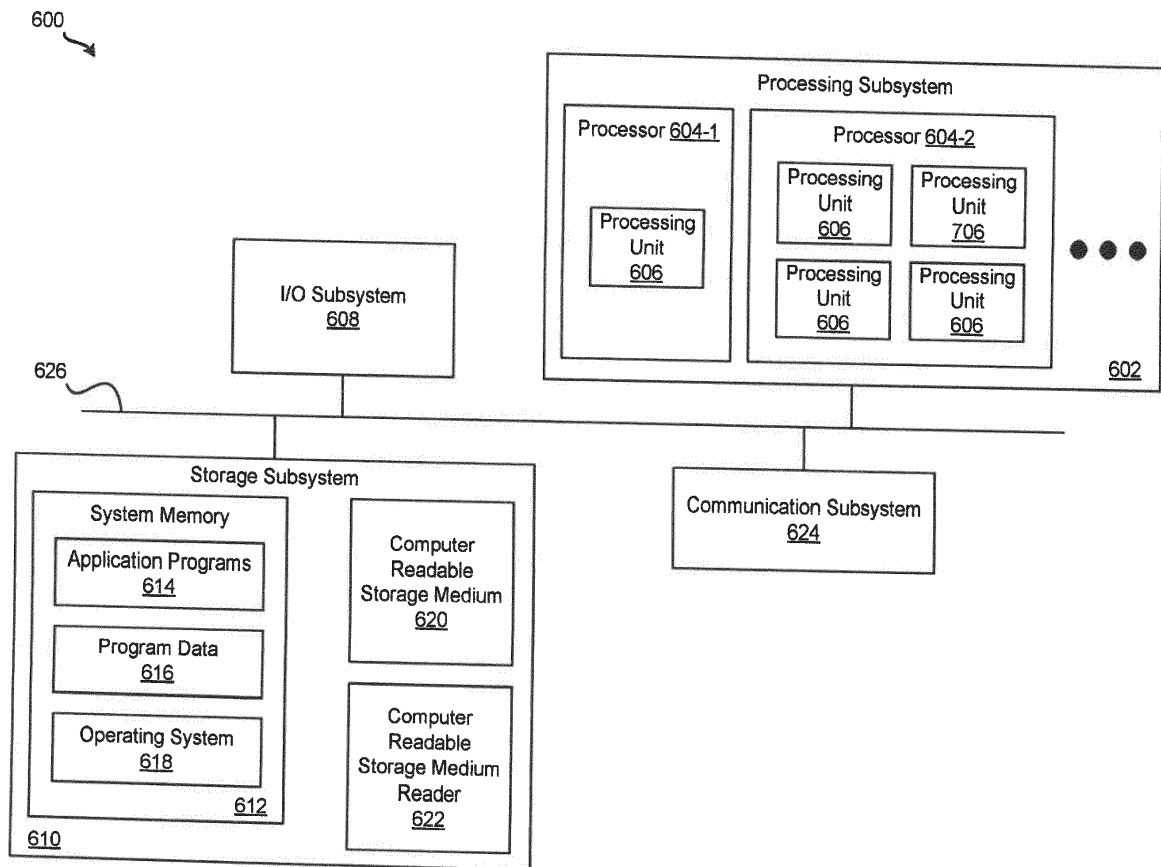 600
Processing Subsystem
Processor 604-1
Processing
Unit
606
Processor 604-2
Processing
Unit
606
Processing
Unit
706
Processing
Unit
606
Processing
Unit
606
602
I/O Subsystem
608
626
Storage Subsystem
System Memory
Application Programs
614
Program Data
616
Operating System
618
612
Computer
Readable
Storage Medium
620
Computer
Readable
Storage Medium
Reader
622
610
Communication Subsystem
624